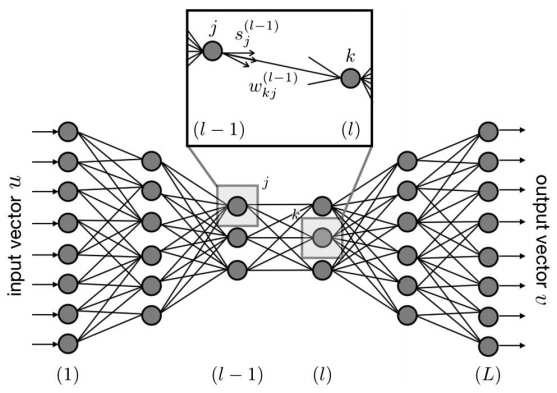 j
s_j^{(l-1)}
k
w_{kj}^{(l-1)}
(l-1)
(l)
j
k
input vector u
output vector v
(1)
(l-1)
(l)
(L)